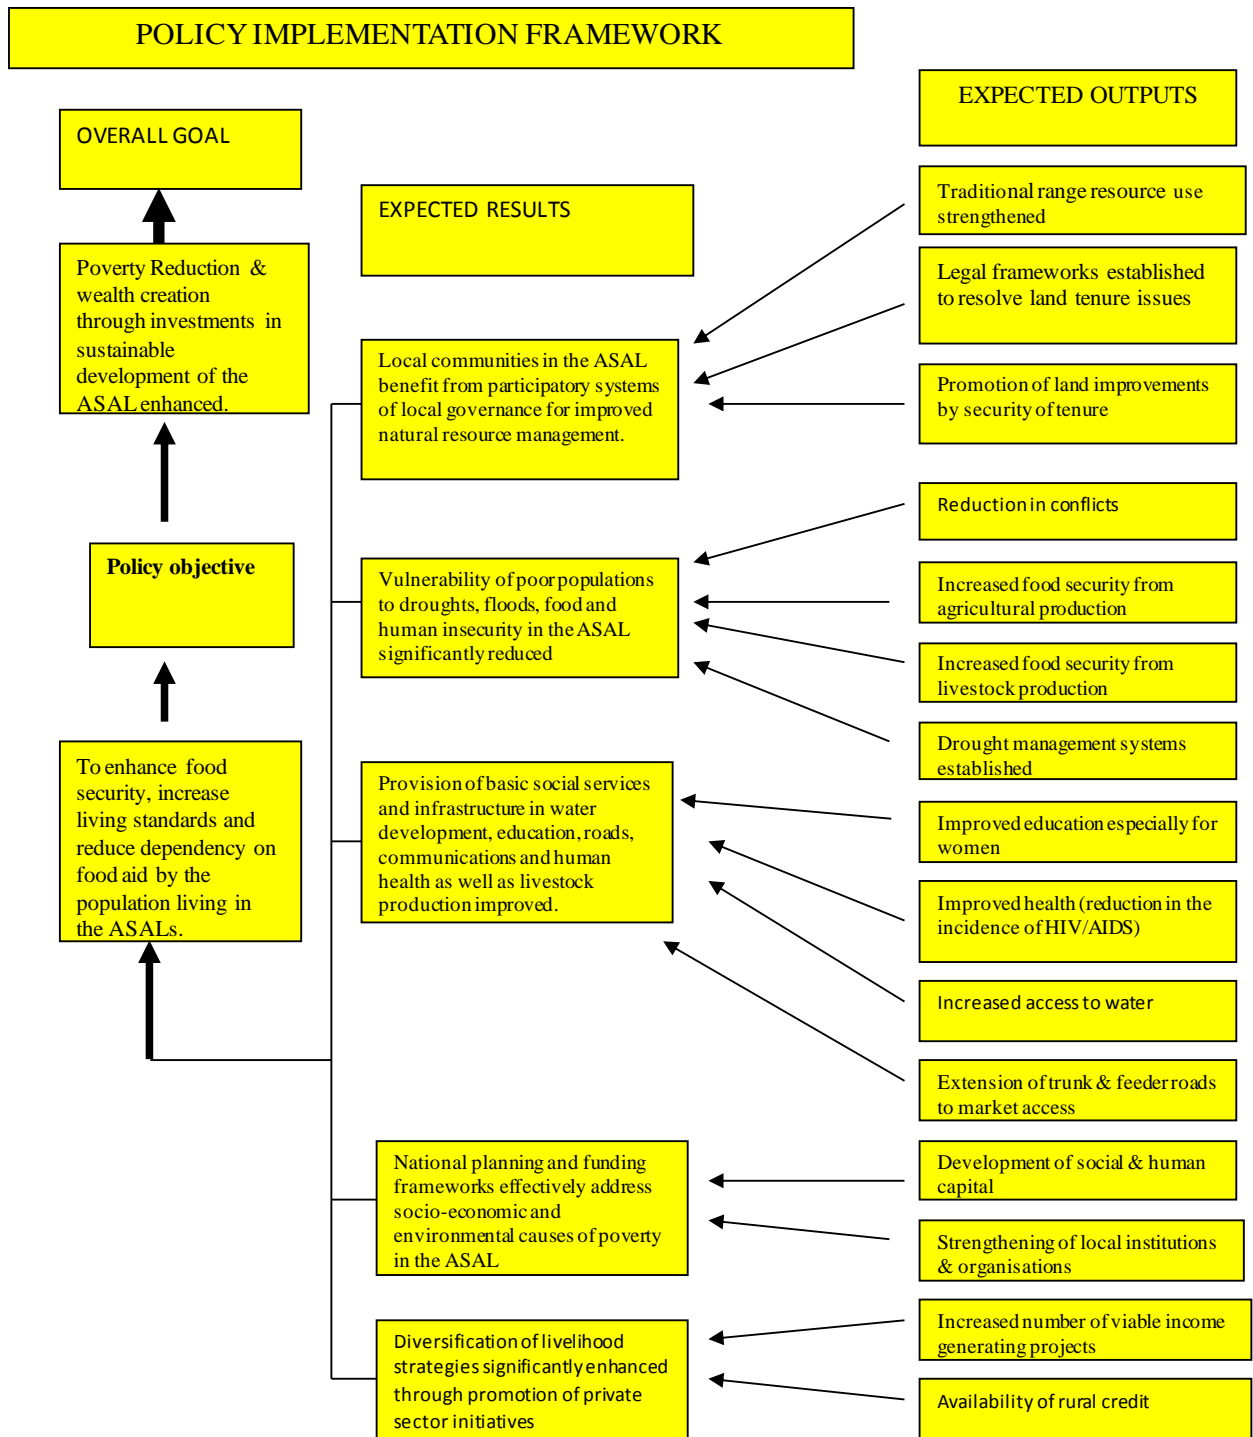 POLICY IMPLEMENTATION FRAMEWORK
OVERALL GOAL
Poverty Reduction &
wealth creation
through investments in
sustainable
development of the
ASAL enhanced.
Policy objective
To enhance food
security, increase
living standards and
reduce dependency on
food aid by the
population living in
the ASALs.
EXPECTED RESULTS
Local communities in the ASAL
benefit from participatory systems
of local governance for improved
natural resource management.
Vulnerability of poor populations
to droughts, floods, food and
human insecurity in the ASAL
significantly reduced
Provision of basic social services
and infrastructure in water
development, education, roads,
communications and human
health as well as livestock
production improved.
National planning and funding
frameworks effectively address
socio-economic and
environmental causes of poverty
in the ASAL
Diversification of livelihood
strategies significantly enhanced
through promotion of private
sector initiatives
EXPECTED OUTPUTS
Traditional range resource use
strengthened
Legal frameworks established
to resolve land tenure issues
Promotion of land improvements
by security of tenure
Reduction in conflicts
Increased food security from
agricultural production
Increased food security from
livestock production
Drought management systems
established
Improved education especially for
women
Improved health (reduction in the
incidence of HIV/AIDS)
Increased access to water
Extension of trunk & feeder roads
to market access
Development of social & human
capital
Strengthening of local institutions
& organisations
Increased number of viable income
generating projects
Availability of rural credit